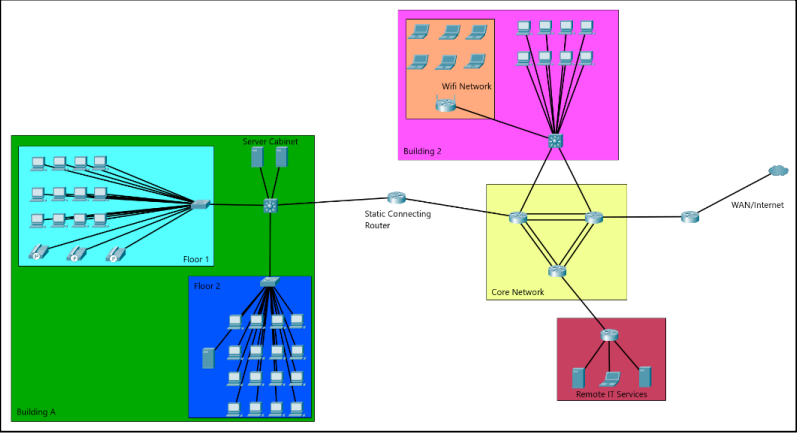 Wifi Network
Building 2
Server Cabinet
Floor 1
Static Connecting
Router
WAN/Internet
Floor 2
Core Network
Remote IT Services
Building A